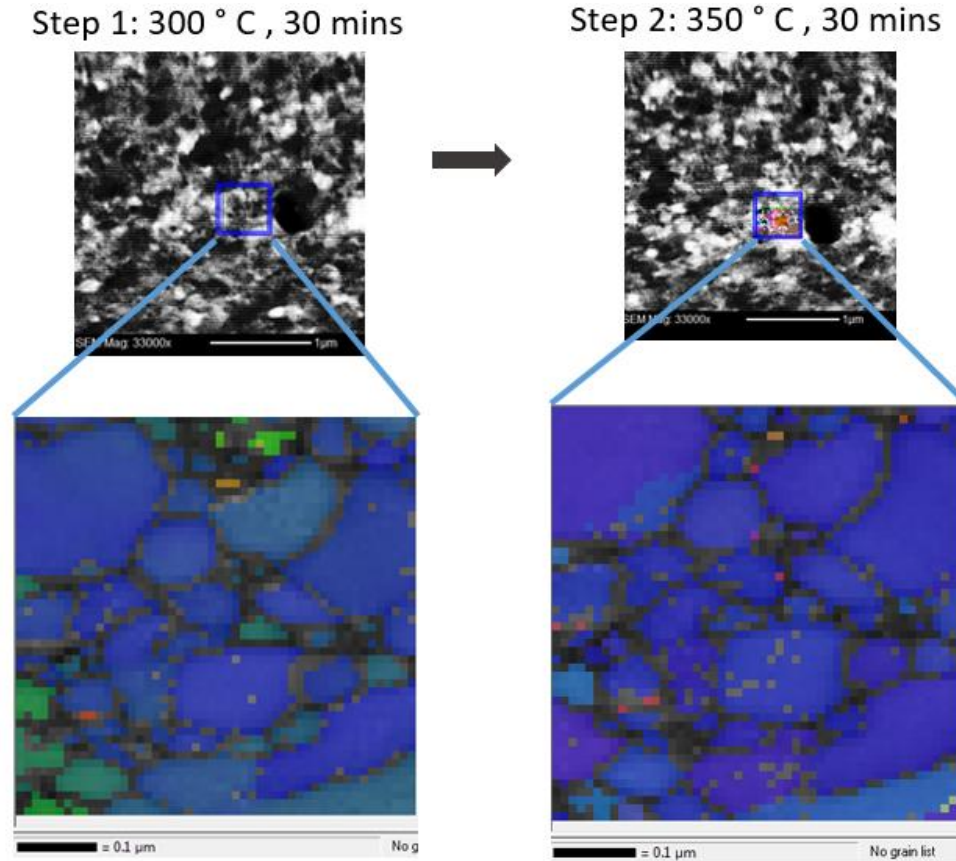 Step 1: 300 ° C , 30 mins
Step 2: 350 ° C , 30 mins
SEM Mag: 33000x
1µm
SEM Mag: 33000x
1µm
= 0.1 µm
No g
= 0.1 µm
No grain list